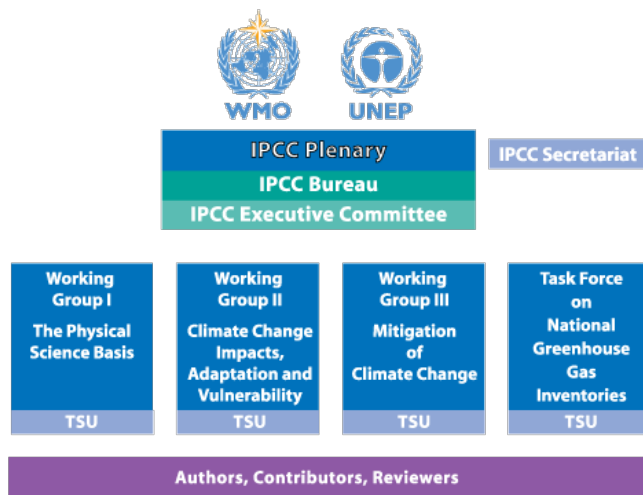 WMO
UNEP
IPCC Plenary
IPCC Secretariat
IPCC Bureau
IPCC Executive Committee
Working
Group I
The Physical
Science Basis
TSU
Working
Group II
Climate Change
Impacts,
Adaptation and
Vulnerability
TSU
Working
Group III
Mitigation
of
Climate Change
TSU
Task Force
on
National
Greenhouse
Gas
Inventories
TSU
Authors, Contributors, Reviewers